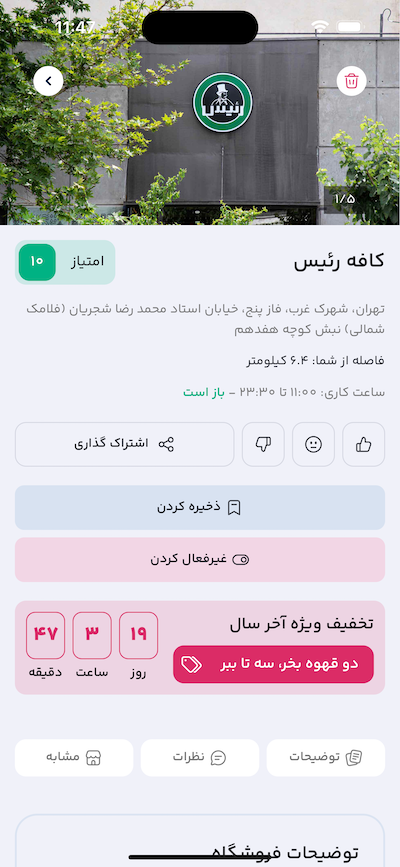 11:47
رئیس
۱/۵
کافه رئیس
امتیاز ۱۰
تهران، شهرک غرب، فاز پنج، خیابان استاد محمد رضا شجریان (فلامک
شمالی) نبش کوچه هفدهم
فاصله از شما: ۶.۴ کیلومتر
ساعت کاری: ۱۱:۰۰ تا ۲۳:۳۰ - باز است
اشتراک گذاری
ذخیره کردن
غیرفعال کردن
تخفیف ویژه آخر سال
دو قهوه بخر، سه تا ببر
۱۹ ۳ ۴۷
روز ساعت دقیقه
توضیحات نظرات مشابه
توضیحات فروشگاه